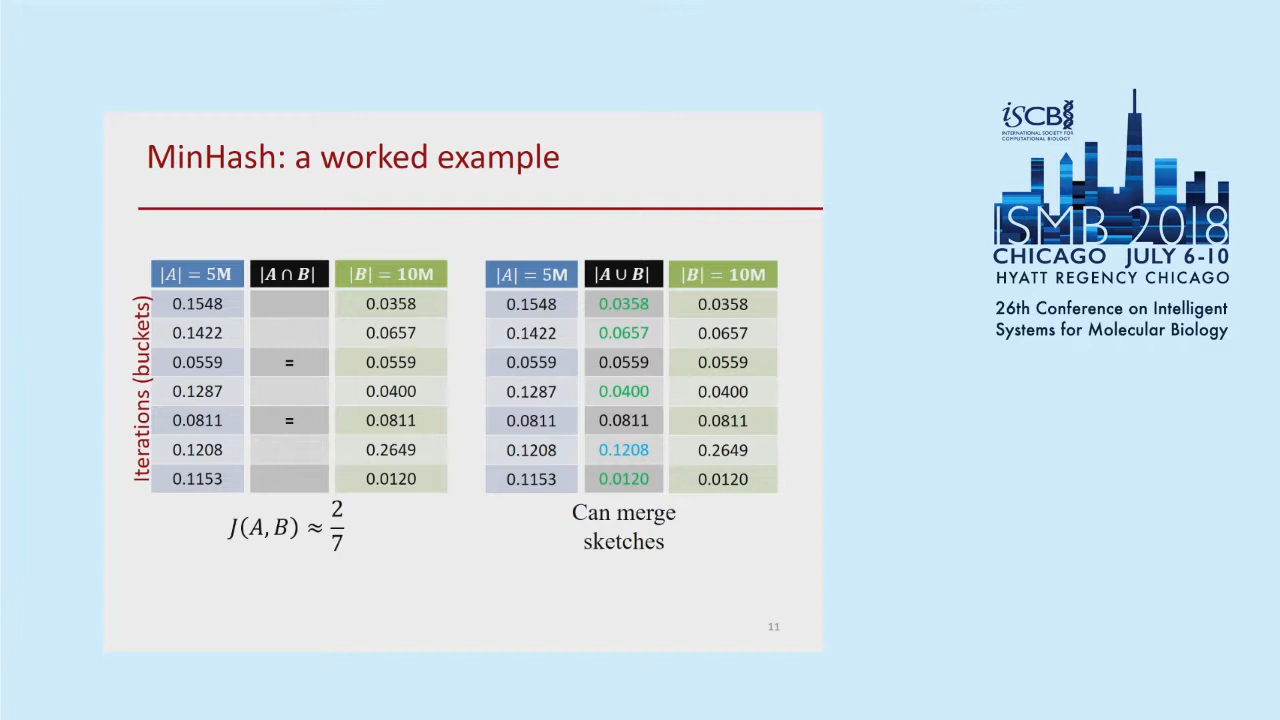 MinHash: a worked example
Iterations (buckets)
|A| = 5M |A ∩ B| |B| = 10M
0.1548 0.0358
0.1422 0.0657
0.0559 = 0.0559
0.1287 0.0400
0.0811 = 0.0811
0.1208 0.2649
0.1153 0.0120
J(A, B) ≈ 2/7
|A| = 5M |A ∪ B| |B| = 10M
0.1548 0.0358 0.0358
0.1422 0.0657 0.0657
0.0559 0.0559 0.0559
0.1287 0.0400 0.0400
0.0811 0.0811 0.0811
0.1208 0.1208 0.2649
0.1153 0.0120 0.0120
Can merge
sketches
11
iSCB
INTERNATIONAL SOCIETY FOR
COMPUTATIONAL BIOLOGY
ISMB 2018
CHICAGO JULY 6-10
HYATT REGENCY CHICAGO
26th Conference on Intelligent
Systems for Molecular Biology